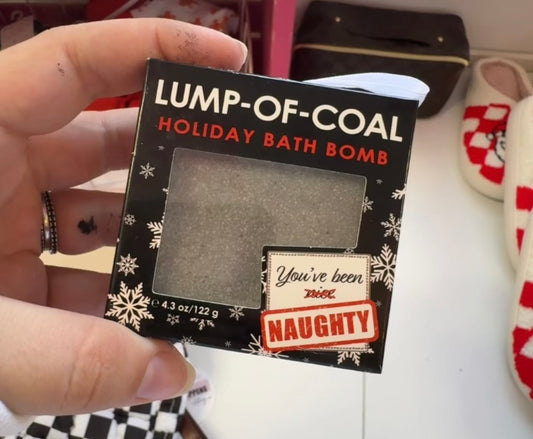 LUMP-OF-COAL
HOLIDAY BATH BOMB
You've been
nice
NAUGHTY
e 4.3 oz/122 g